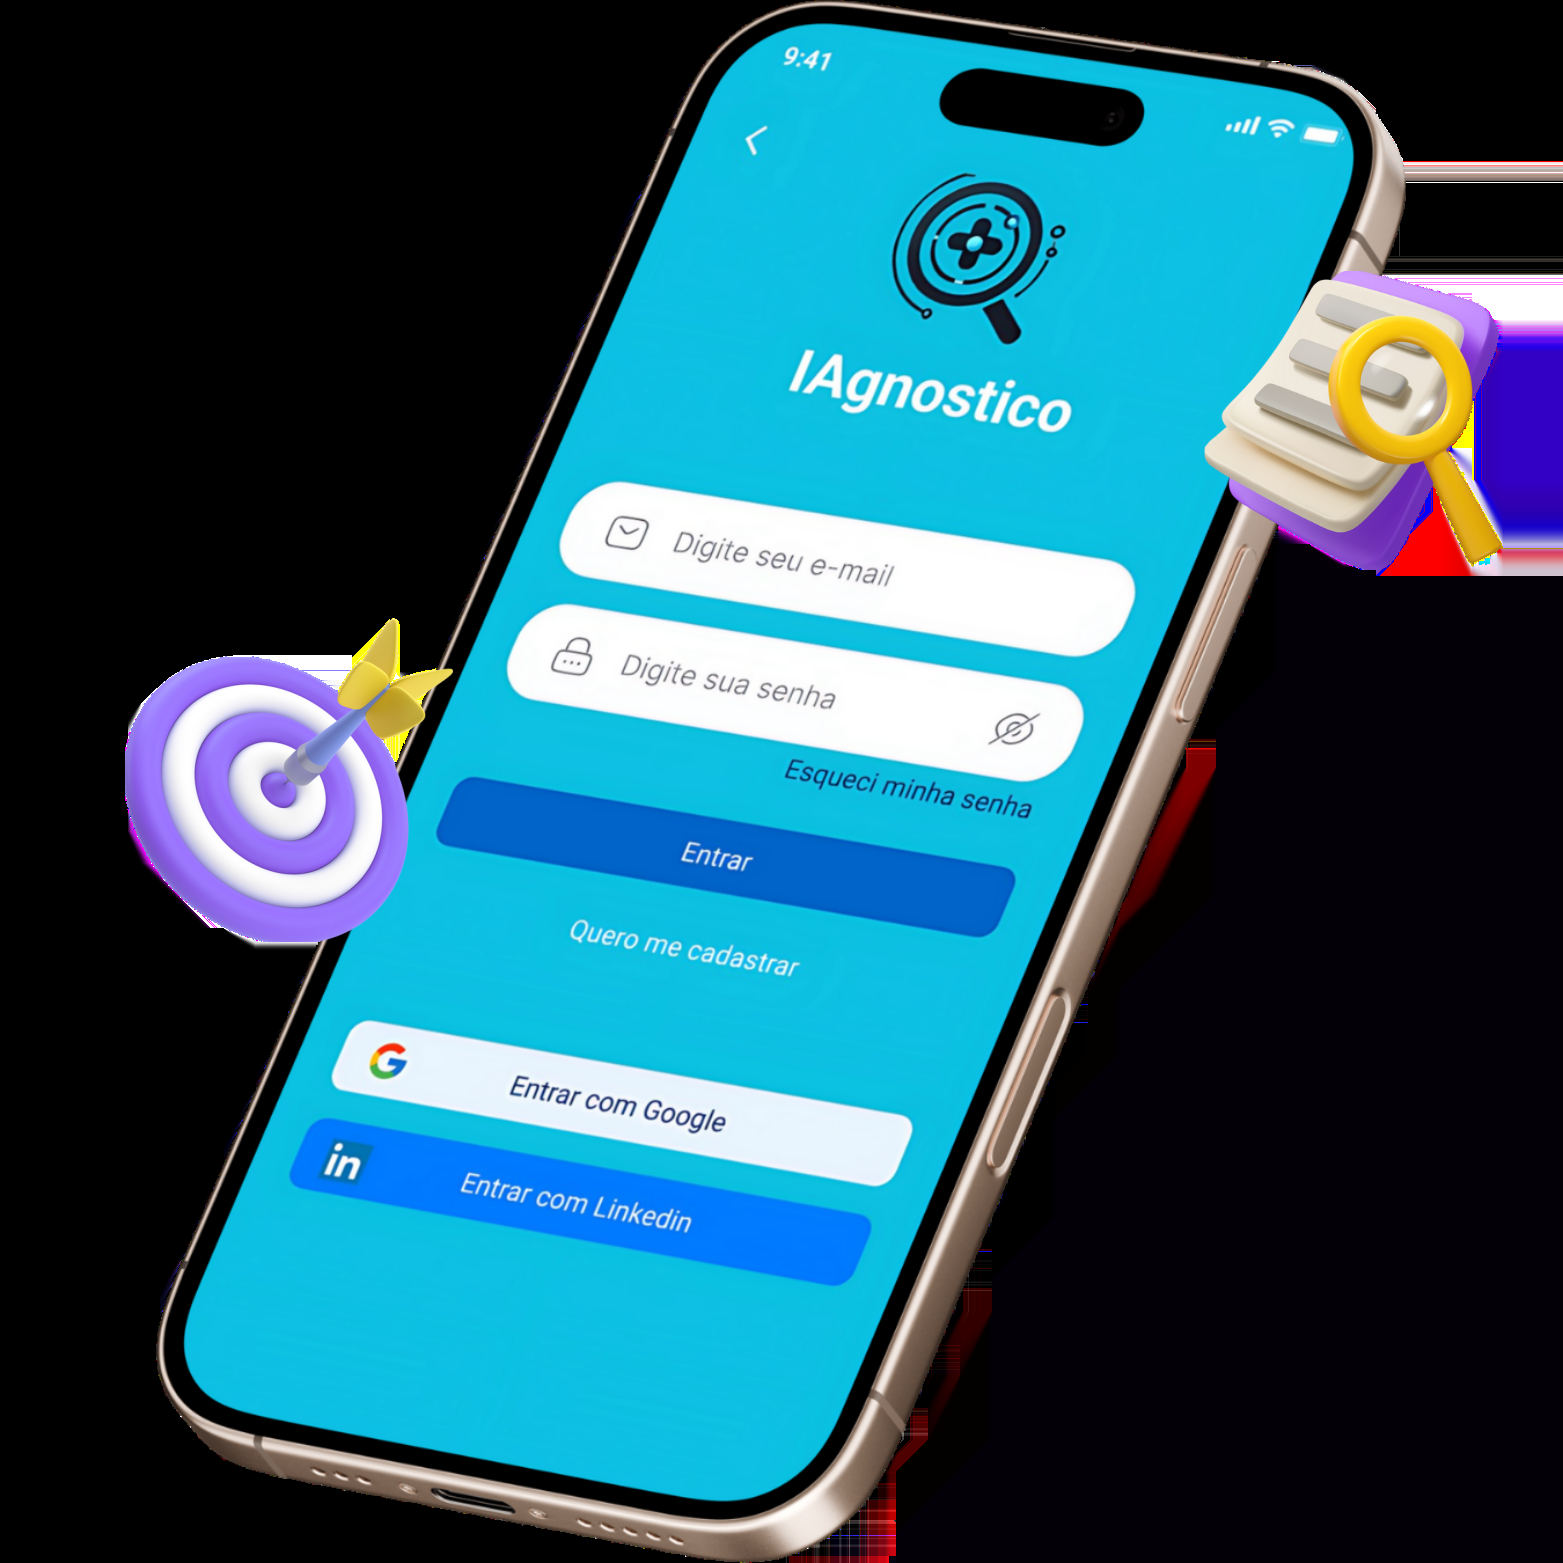 9:41
IAgnostico
Digite seu e-mail
Digite sua senha
Esqueci minha senha
Entrar
Quero me cadastrar
Entrar com Google
in
Entrar com Linkedin